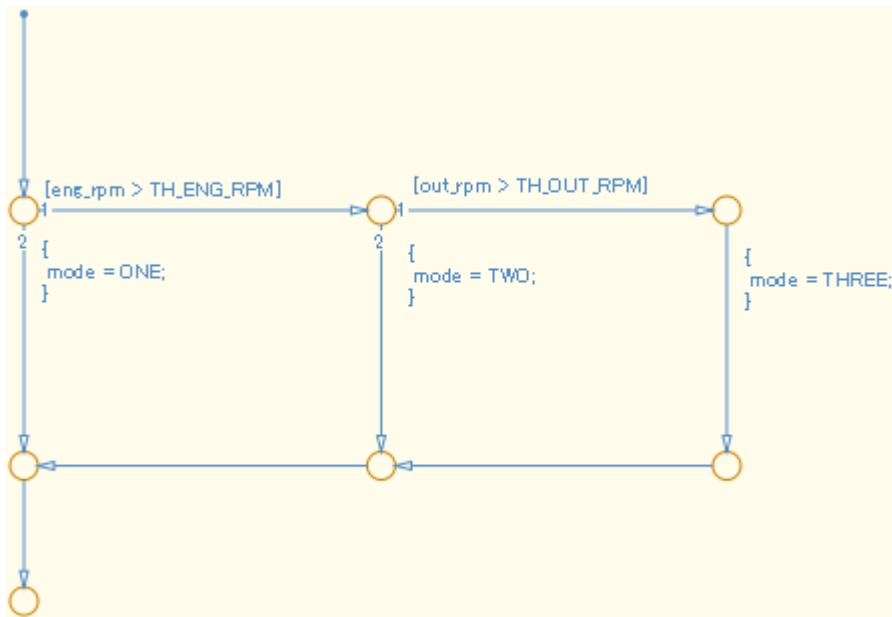 [eng_rpm > TH_ENG_RPM]
[out_rpm > TH_OUT_RPM]
1
1
2
2
{
mode = ONE;
}
{
mode = TWO;
}
{
mode = THREE;
}